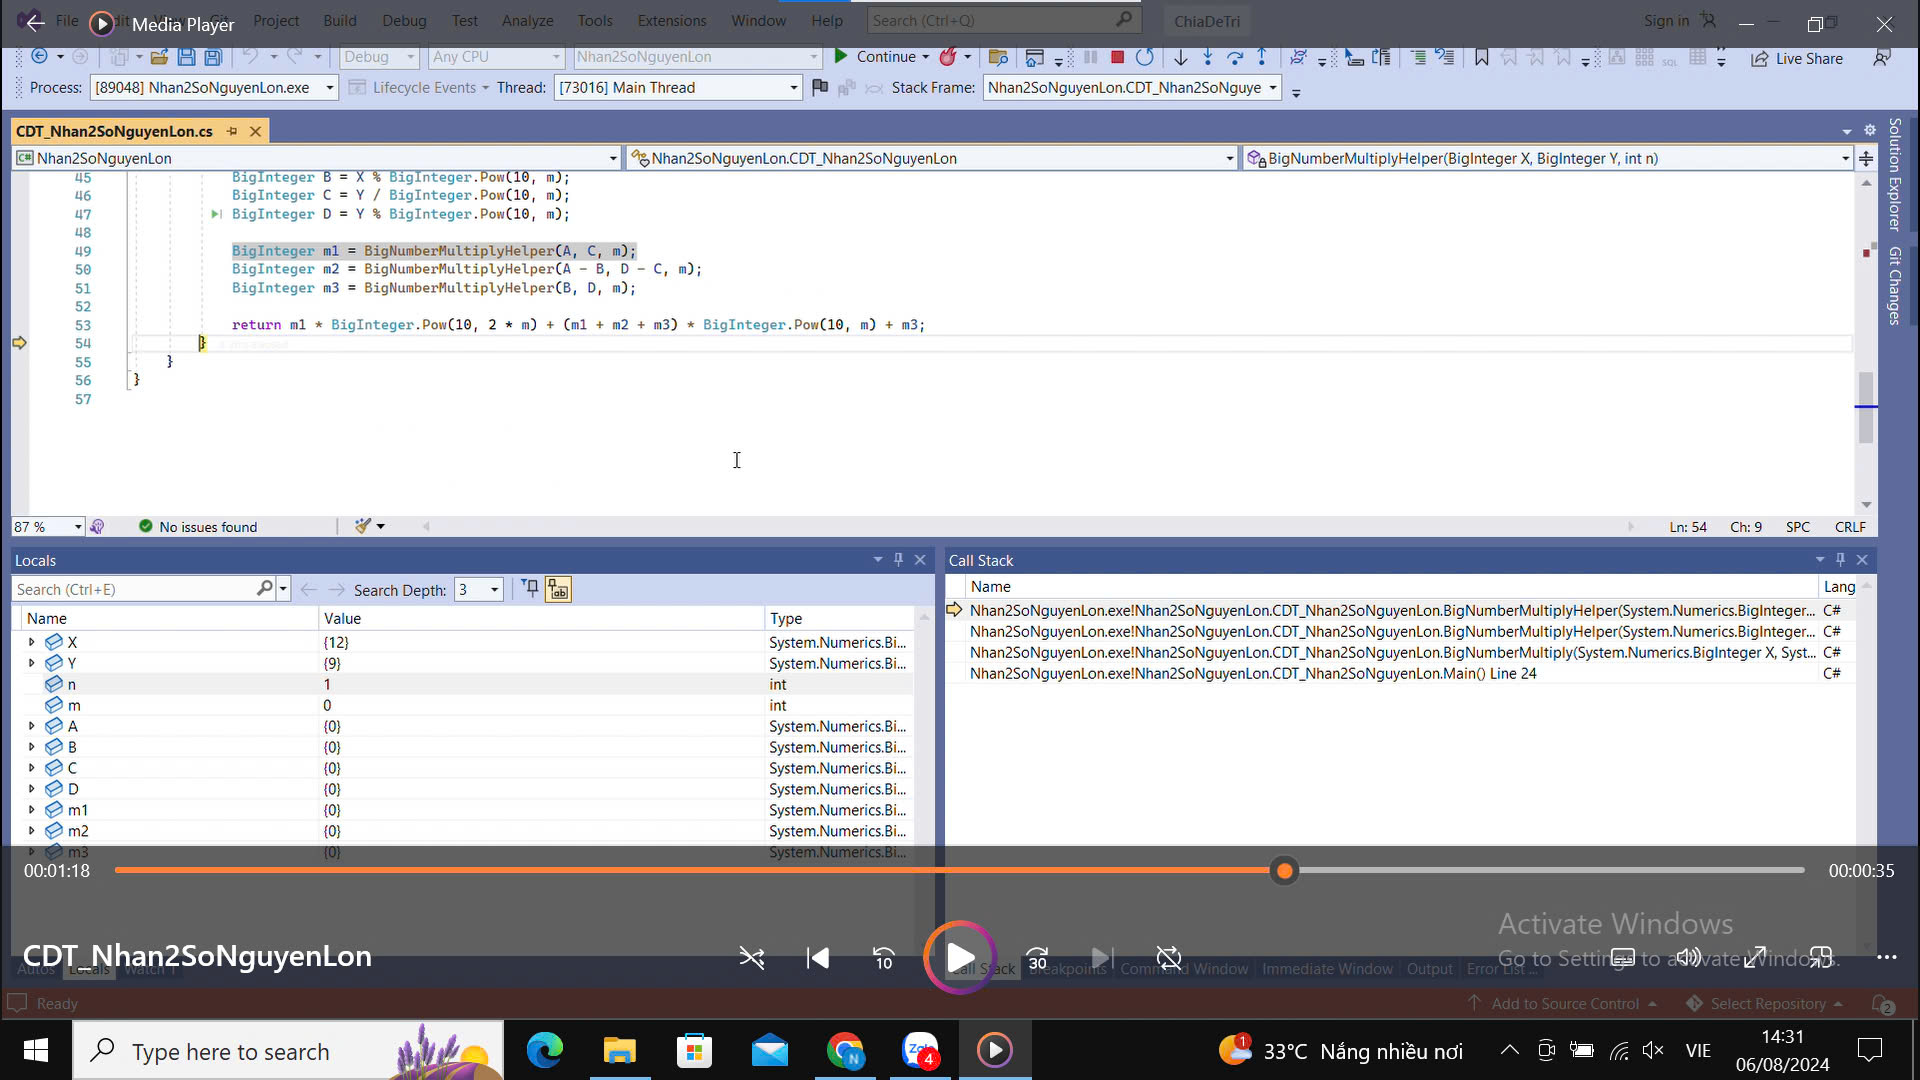 File Edit View Git Project Build Debug Test Analyze Tools Extensions Window Help Search (Ctrl+Q) ChiaDeTri Sign in
Media Player
Debug Any CPU Nhan2SoNguyenLon Continue Live Share
Process: [89048] Nhan2SoNguyenLon.exe Lifecycle Events Thread: [73016] Main Thread Stack Frame: Nhan2SoNguyenLon.CDT_Nhan2SoNguye
CDT_Nhan2SoNguyenLon.cs
C# Nhan2SoNguyenLon Nhan2SoNguyenLon.CDT_Nhan2SoNguyenLon BigNumberMultiplyHelper(BigInteger X, BigInteger Y, int n)
Solution Explorer
Git Changes
45 BigInteger B = X % BigInteger.Pow(10, m);
46 BigInteger C = Y / BigInteger.Pow(10, m);
47 BigInteger D = Y % BigInteger.Pow(10, m);
48
49 BigInteger m1 = BigNumberMultiplyHelper(A, C, m);
50 BigInteger m2 = BigNumberMultiplyHelper(A - B, D - C, m);
51 BigInteger m3 = BigNumberMultiplyHelper(B, D, m);
52
53 return m1 * BigInteger.Pow(10, 2 * m) + (m1 + m2 + m3) * BigInteger.Pow(10, m) + m3;
54 }
55 }
56 }
57
87 % No issues found Ln: 54 Ch: 9 SPC CRLF
Locals
Search (Ctrl+E) Search Depth: 3
Name Value Type
X {12} System.Numerics.Bi...
Y {9} System.Numerics.Bi...
n 1 int
m 0 int
A {0} System.Numerics.Bi...
B {0} System.Numerics.Bi...
C {0} System.Numerics.Bi...
D {0} System.Numerics.Bi...
m1 {0} System.Numerics.Bi...
m2 {0} System.Numerics.Bi...
m3 {0} System.Numerics.Bi...
Call Stack
Name Lang
Nhan2SoNguyenLon.exe!Nhan2SoNguyenLon.CDT_Nhan2SoNguyenLon.BigNumberMultiplyHelper(System.Numerics.BigInteger... C#
Nhan2SoNguyenLon.exe!Nhan2SoNguyenLon.CDT_Nhan2SoNguyenLon.BigNumberMultiplyHelper(System.Numerics.BigInteger... C#
Nhan2SoNguyenLon.exe!Nhan2SoNguyenLon.CDT_Nhan2SoNguyenLon.BigNumberMultiply(System.Numerics.BigInteger X, Syst... C#
Nhan2SoNguyenLon.exe!Nhan2SoNguyenLon.CDT_Nhan2SoNguyenLon.Main() Line 24 C#
00:01:18 00:00:35
CDT_Nhan2SoNguyenLon
10
30
Activate Windows
Go to Settings to activate Windows.
Autos Locals Watch 1 Call Stack Breakpoints Command Window Immediate Window Output Error List ...
Ready Add to Source Control Select Repository 2
Type here to search N Zalo 4 1 33°C Nắng nhiều nơi VIE
14:31
06/08/2024